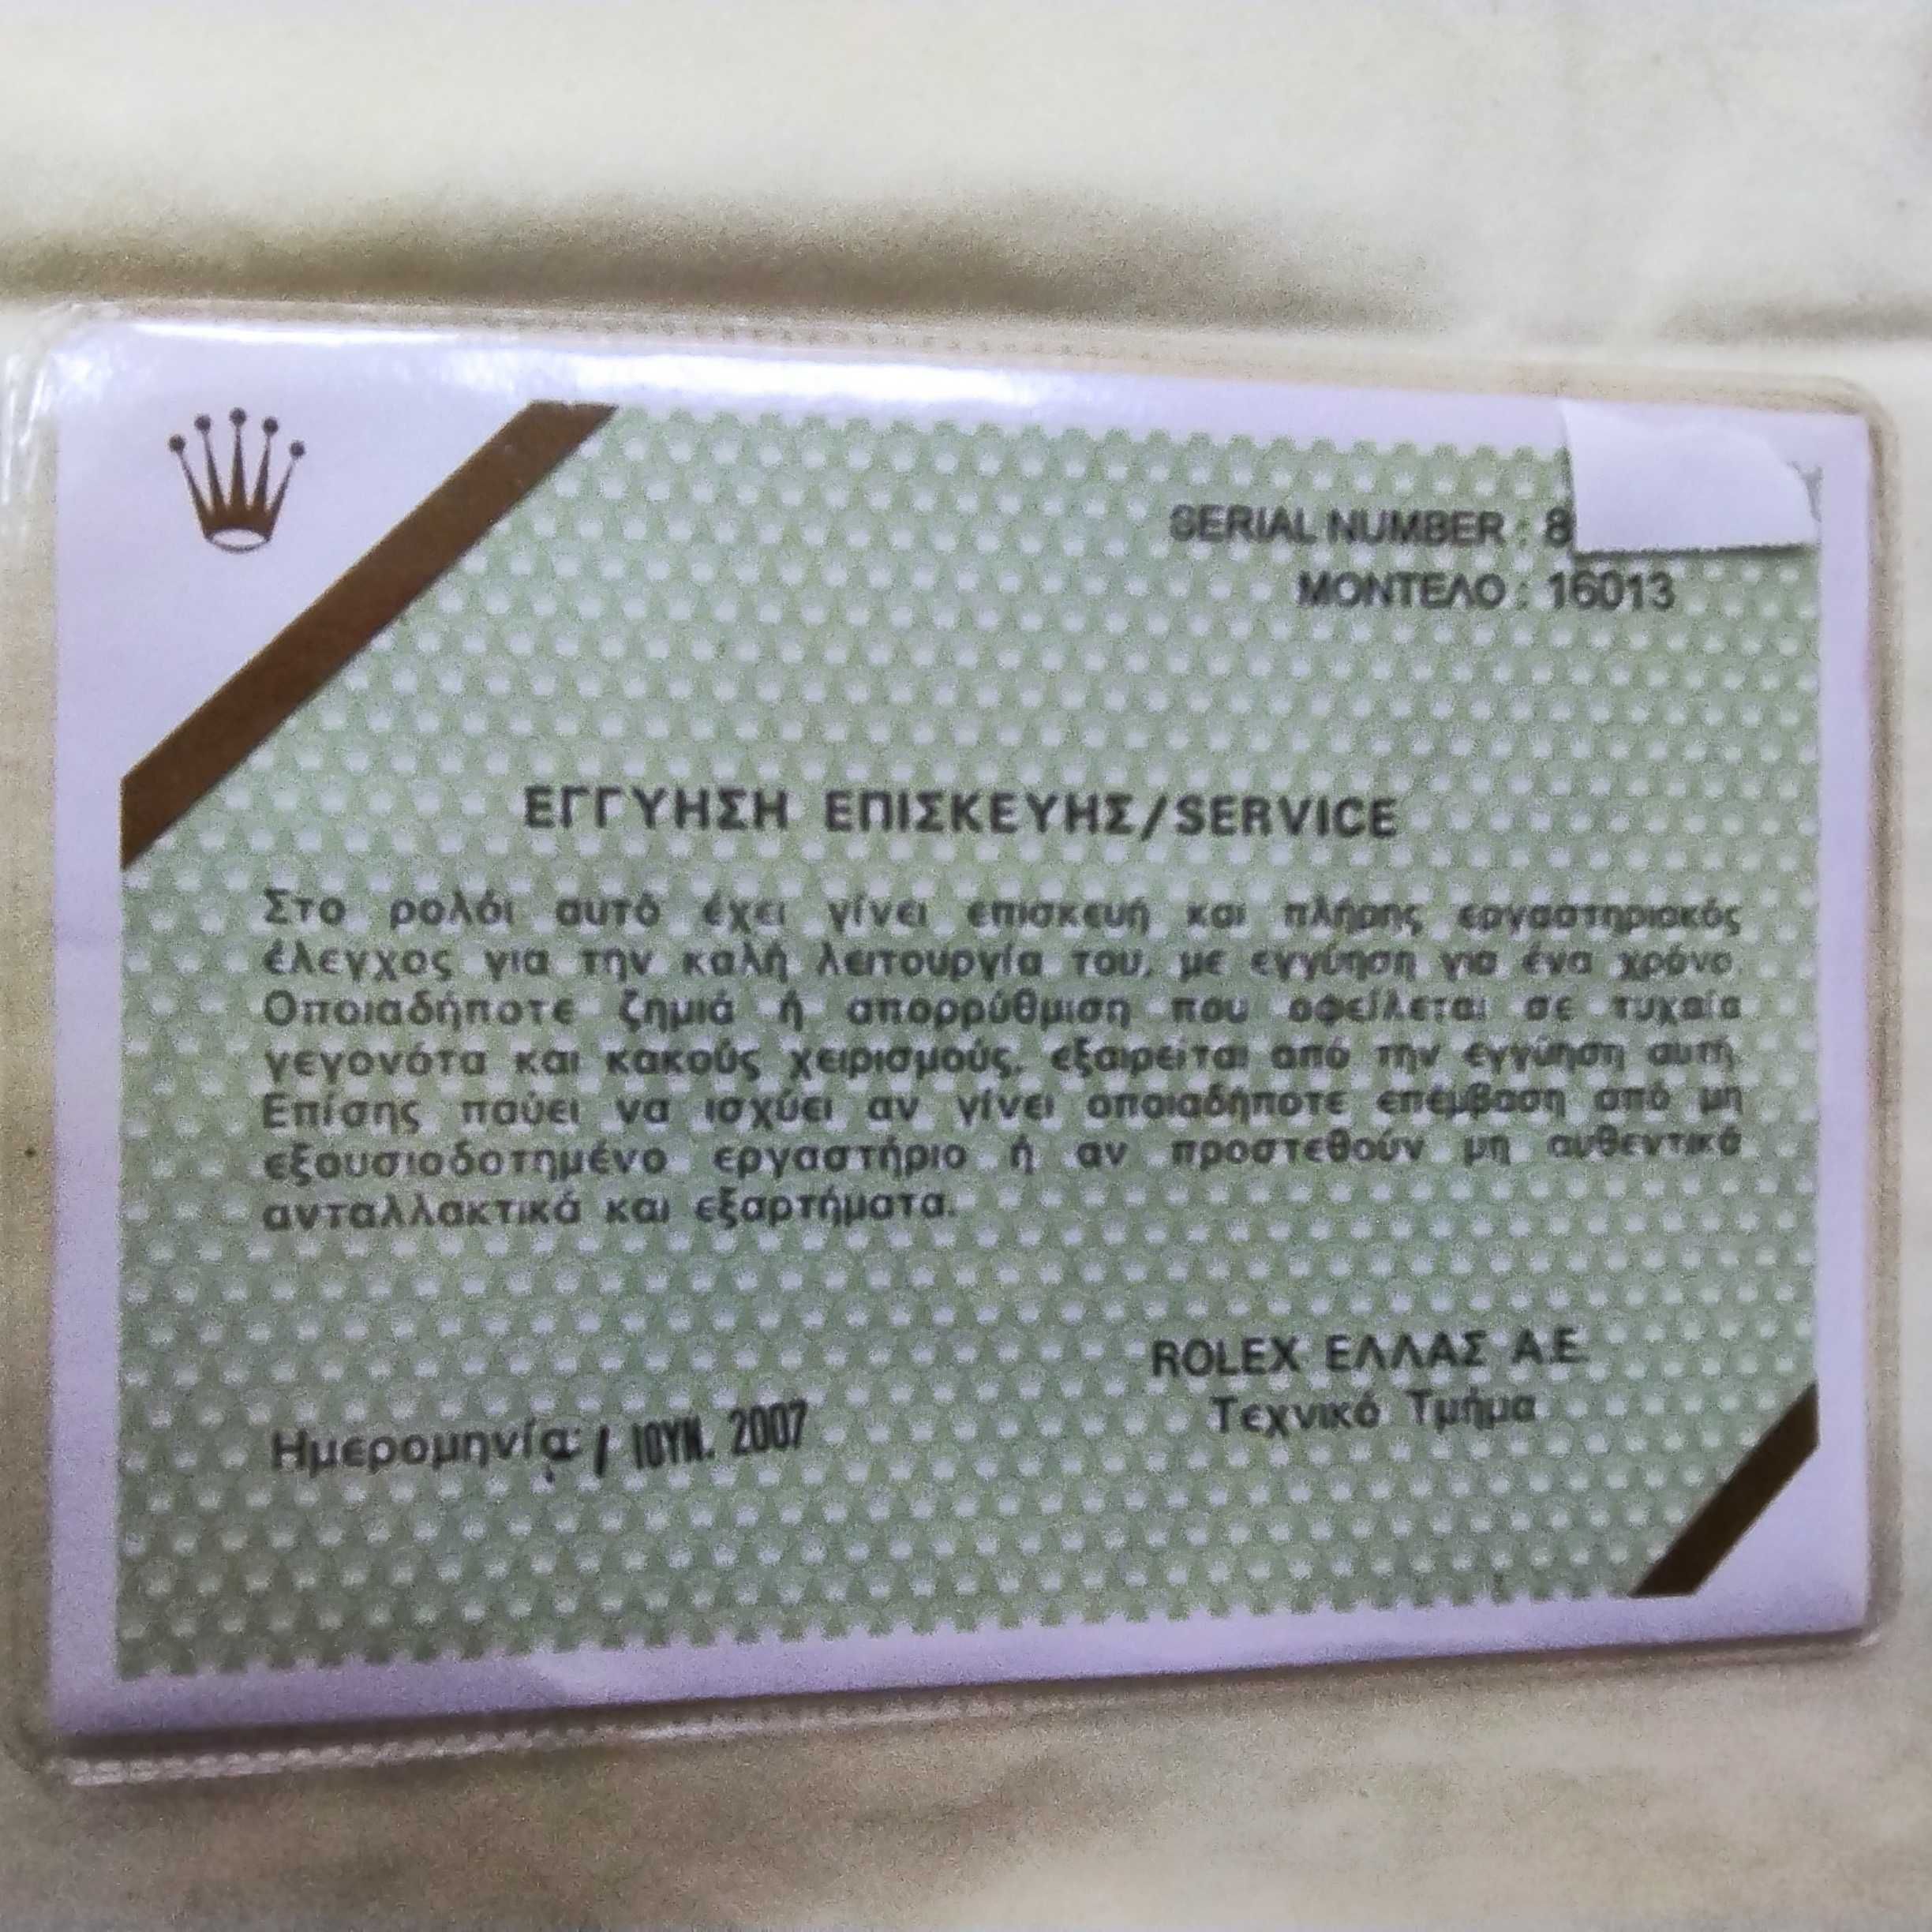 SERIAL NUMBER : 8
ΜΟΝΤΕΛΟ : 16013
ΕΓΓΥΗΣΗ ΕΠΙΣΚΕΥΗΣ/SERVICE
Στο ρολόι αυτό έχει γίνει επισκευή και πλήρης εργαστηριακός
έλεγχος για την καλή λειτουργία του, με εγγύηση για ένα χρόνο.
Οποιαδήποτε ζημιά ή απορρύθμιση που οφείλεται σε τυχαία
γεγονότα και κακούς χειρισμούς, εξαιρείται από την εγγύηση αυτή.
Επίσης παύει να ισχύει αν γίνει οποιαδήποτε επέμβαση από μη
εξουσιοδοτημένο εργαστήριο ή αν προστεθούν μη αυθεντικά
ανταλλακτικά και εξαρτήματα.
ROLEX ΕΛΛΑΣ Α.Ε.
Τεχνικό Τμήμα
Ημερομηνία: / ΙΟΥΝ. 2007